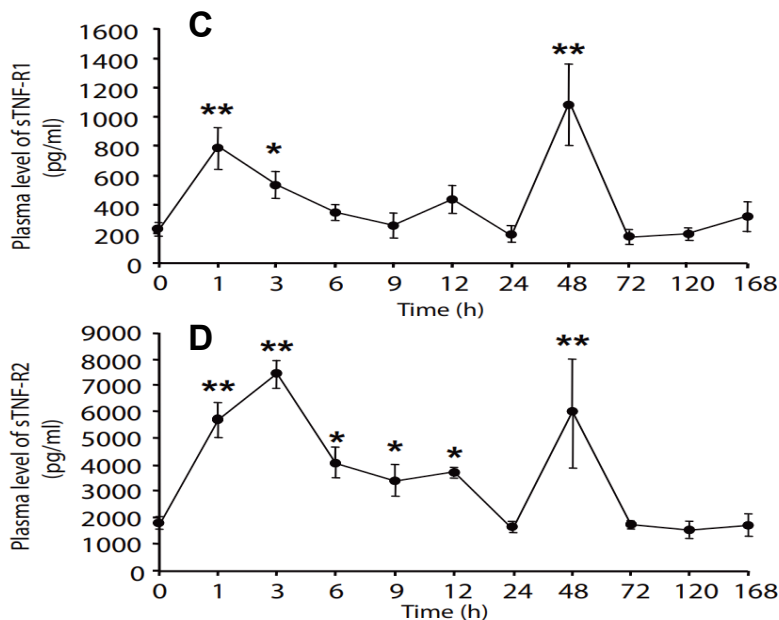 C
Plasma level of sTNF-R1
(pg/ml)
1600
1400
1200
1000
800
600
400
200
0
**
*
**
0 1 3 6 9 12 24 48 72 120 168
Time (h)
D
Plasma level of sTNF-R2
(pg/ml)
9000
8000
7000
6000
5000
4000
3000
2000
1000
0
**
**
*
*
*
**
0 1 3 6 9 12 24 48 72 120 168
Time (h)